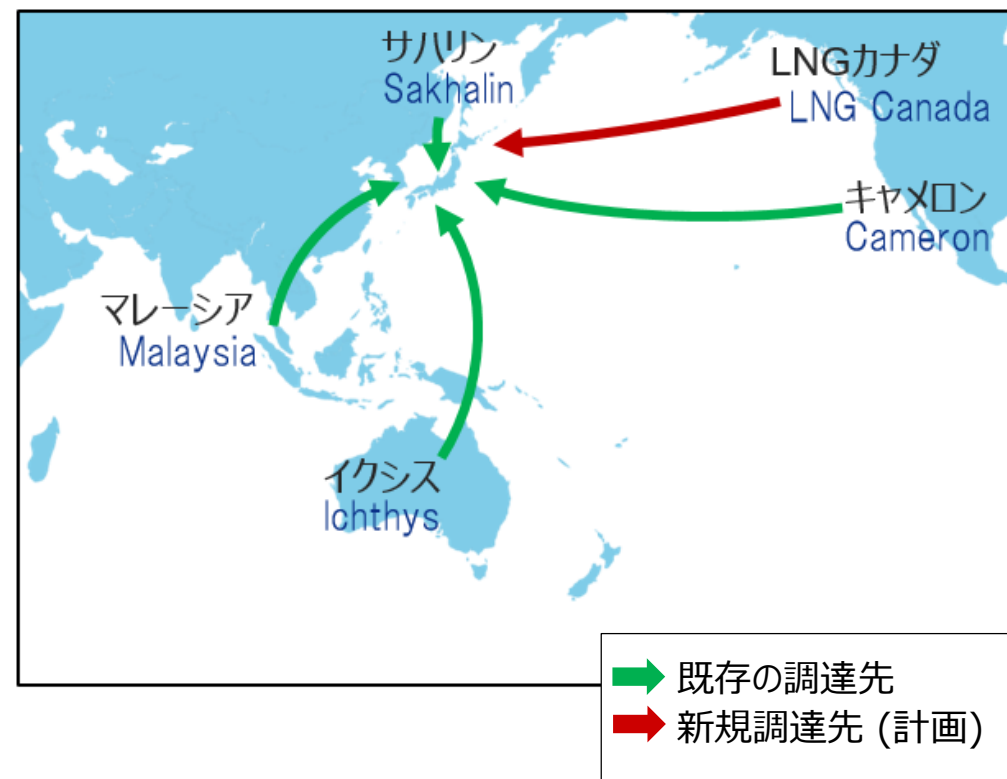 サハリン
Sakhalin
LNGカナダ
LNG Canada
キャメロン
Cameron
マレーシア
Malaysia
イクシス
Ichthys
既存の調達先
新規調達先 (計画)